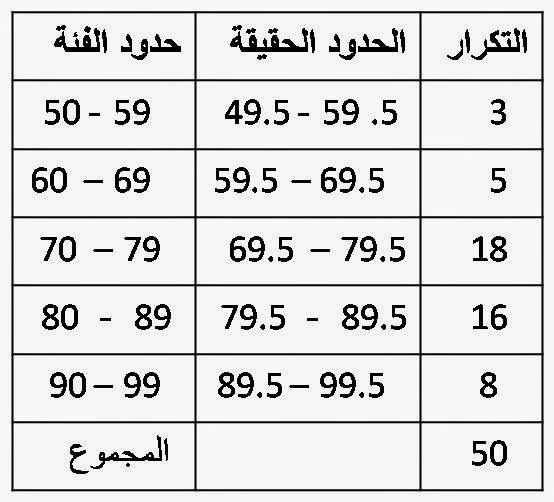 حدود الفئة الحدود الحقيقة التكرار
50 - 59 49.5 - 59 .5 3
60 – 69 59.5 – 69.5 5
70 – 79 69.5 – 79.5 18
80 - 89 79.5 - 89.5 16
90 – 99 89.5 – 99.5 8
المجموع 50